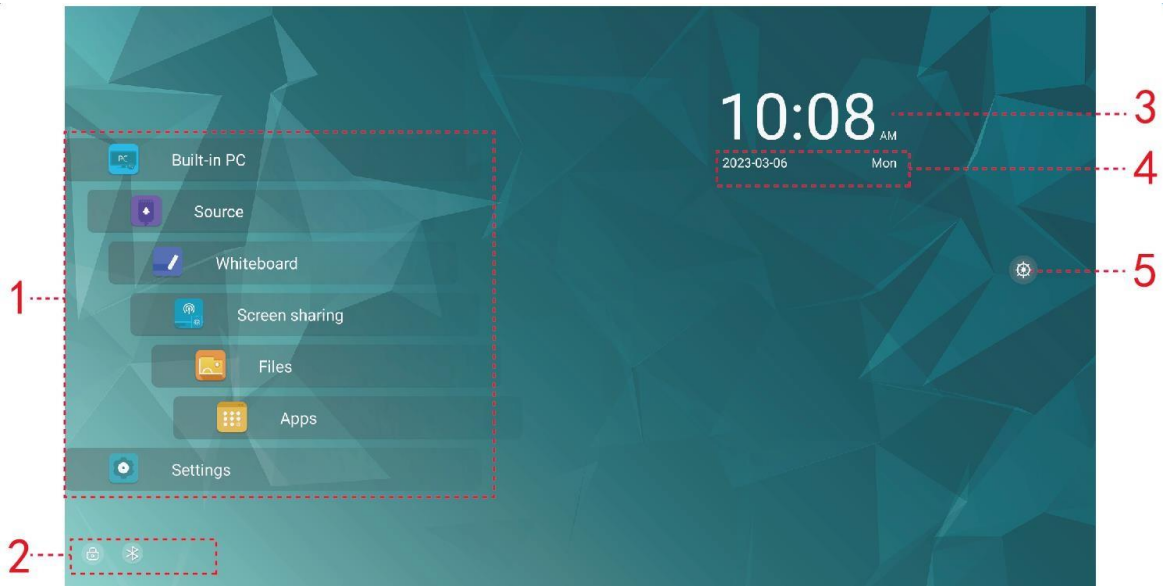 10:08 AM
3
2023-03-06 Mon
4
PC Built-in PC
Source
Whiteboard
5
1
Screen sharing
Files
Apps
Settings
2